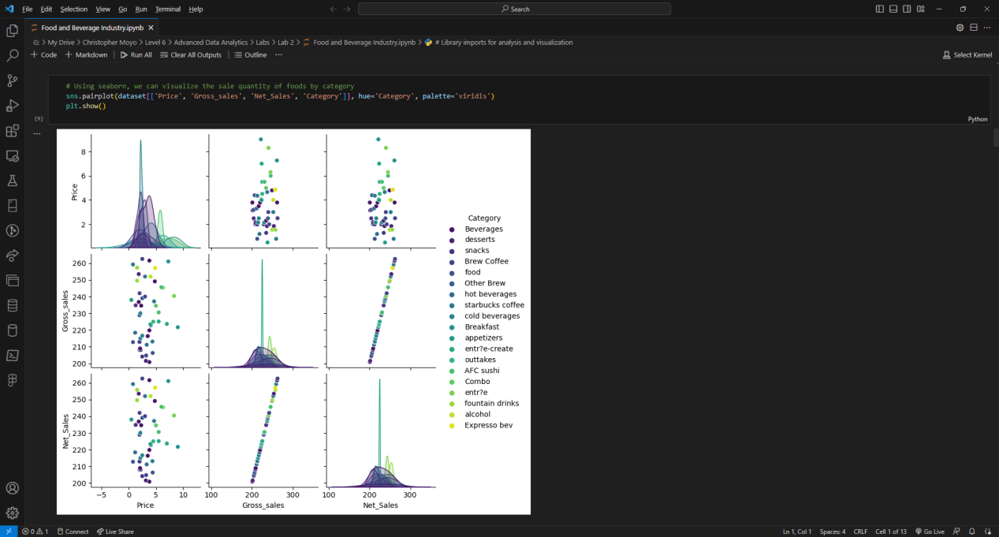 File Edit Selection View Go Run Terminal Help
Search
Food and Beverage Industry.ipynb
G: > My Drive > Christopher Moyo > Level 6 > Advanced Data Analytics > Labs > Lab 2 > Food and Beverage Industry.ipynb > # Library imports for analysis and visualization
+ Code + Markdown | Run All Clear All Outputs | Outline ...
Select Kernel
# Using seaborn, we can visualize the sale quantity of foods by category
sns.pairplot(dataset[['Price', 'Gross_sales', 'Net_Sales', 'Category']], hue='Category', palette='viridis')
plt.show()
[9]
Python
...
Price
8
6
4
2
Gross_sales
260
250
240
230
220
210
200
Net_Sales
260
250
240
230
220
210
200
−5 0 5 10
Price
100 200 300
Gross_sales
100 200 300
Net_Sales
Category
Beverages
desserts
snacks
Brew Coffee
food
Other Brew
hot beverages
starbucks coffee
cold beverages
Breakfast
appetizers
entr?e-create
outtakes
AFC sushi
Combo
entr?e
fountain drinks
alcohol
Expresso bev
0 1 Connect Live Share
Ln 1, Col 1 Spaces: 4 CRLF Cell 1 of 13 Go Live